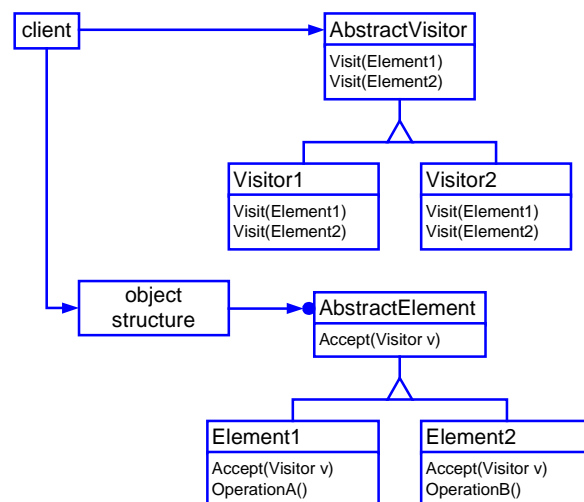 client
AbstractVisitor
Visit(Element1)
Visit(Element2)
Visitor1
Visit(Element1)
Visit(Element2)
Visitor2
Visit(Element1)
Visit(Element2)
object
structure
AbstractElement
Accept(Visitor v)
Element1
Accept(Visitor v)
OperationA()
Element2
Accept(Visitor v)
OperationB()